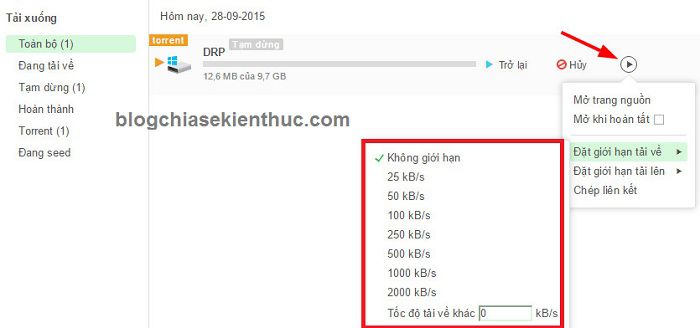 Tải xuống
Toàn bộ (1)
Đang tải về
Tạm dừng (1)
Hoàn thành
Torrent (1)
Đang seed
Hôm nay, 28-09-2015
torrent
DRP Tạm dừng
12,6 MB của 9,7 GB
Trở lại
Hủy
blogchiasekienthuc.com
Mở trang nguồn
Mở khi hoàn tất
Đặt giới hạn tải về
Đặt giới hạn tải lên
Chép liên kết
Không giới hạn
25 kB/s
50 kB/s
100 kB/s
250 kB/s
500 kB/s
1000 kB/s
2000 kB/s
Tốc độ tải về khác 0 kB/s